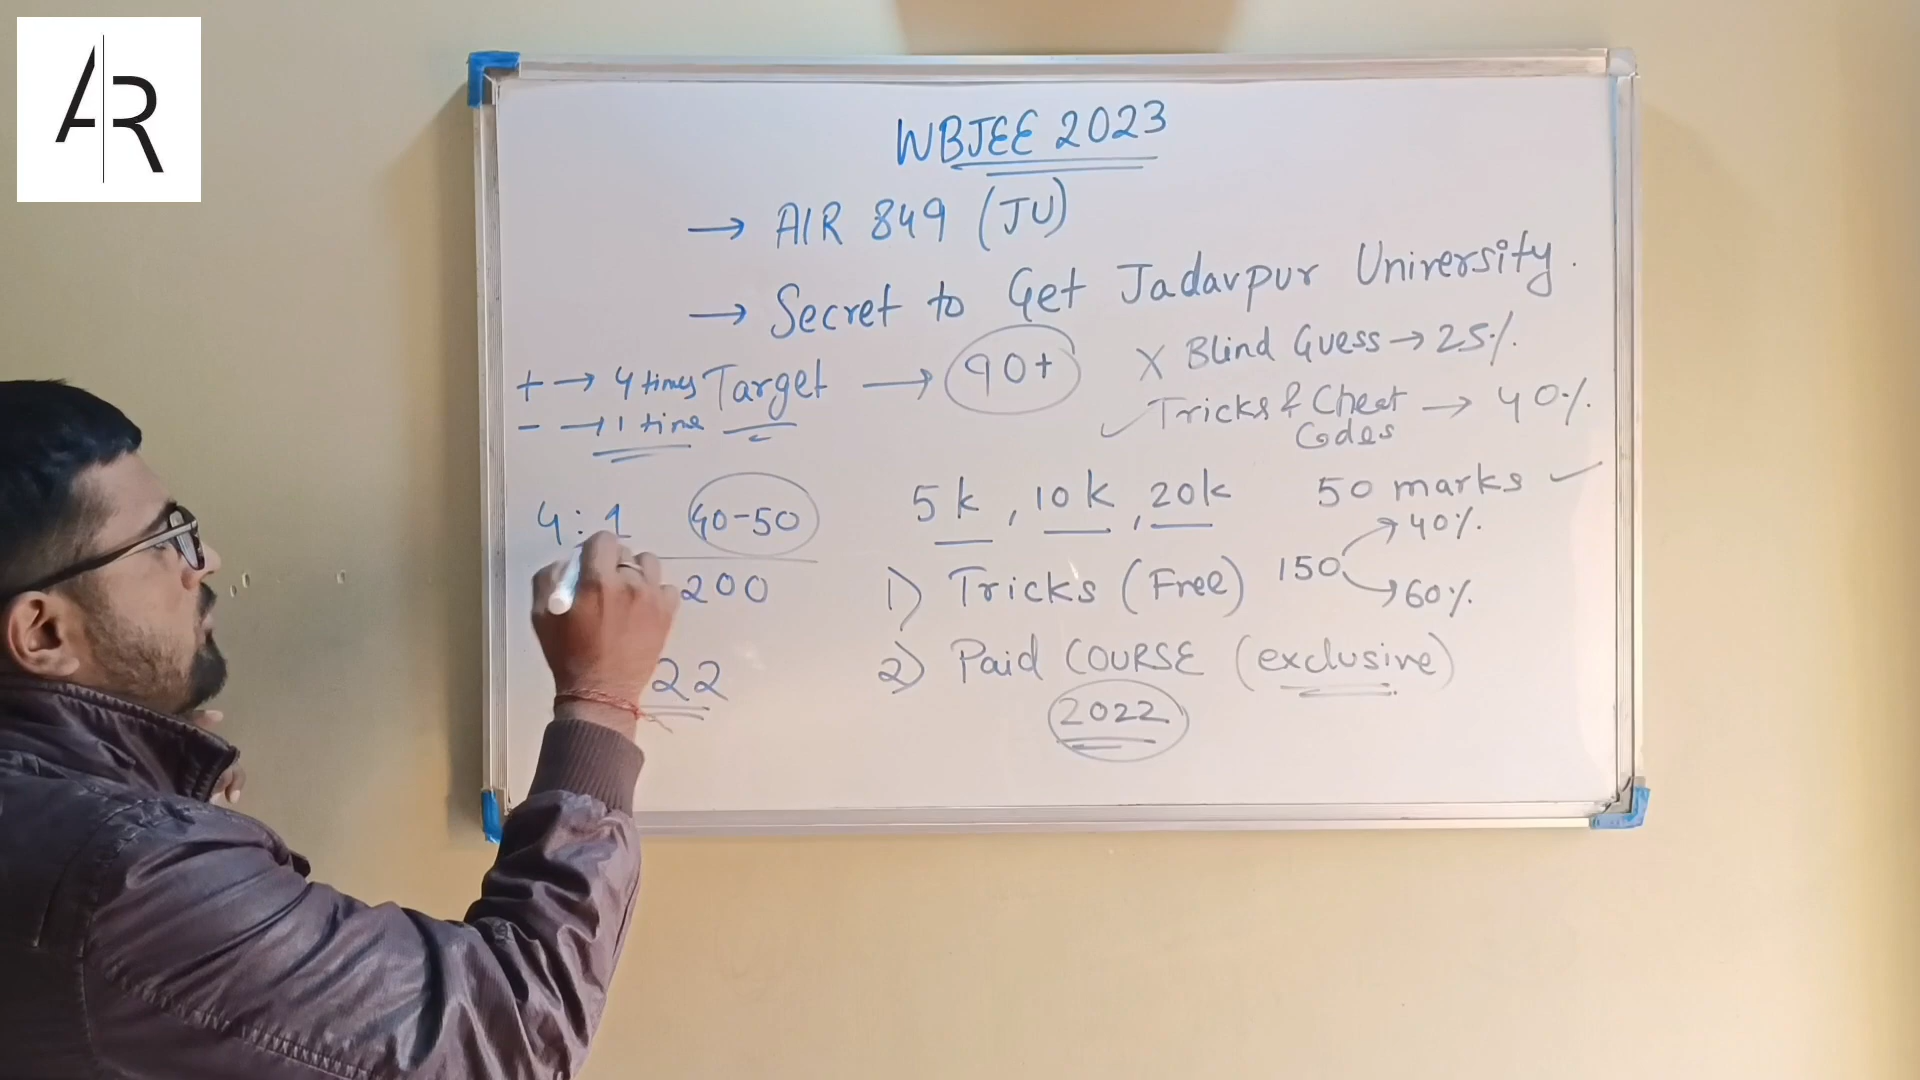 AR
WBJEE 2023
→ AIR 849 (JU)
→ Secret to Get Jadavpur University.
+ → 4 times Target → 90+
- → 1 time
X Blind Guess → 25%.
✓ Tricks & Cheat Codes → 40%.
4:1 40-50
200
22
5k, 10k, 20k
50 marks ✓
150 → 40%.
→ 60%.
1) Tricks (Free)
2) Paid COURSE (exclusive)
2022